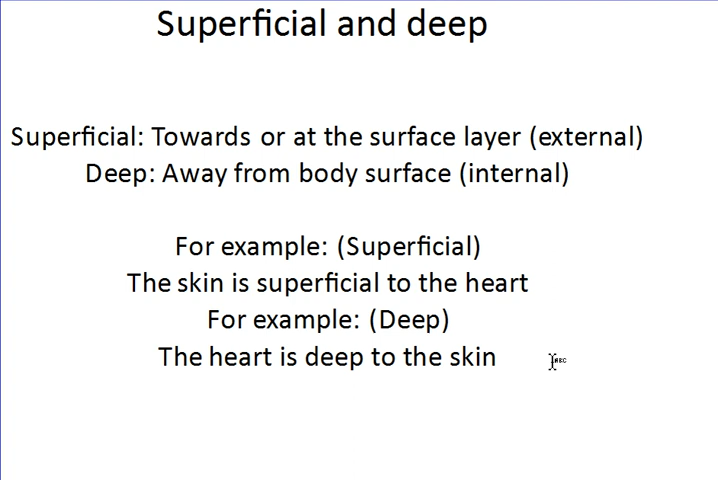 Superficial and deep
Superficial: Towards or at the surface layer (external)
Deep: Away from body surface (internal)
For example: (Superficial)
The skin is superficial to the heart
For example: (Deep)
The heart is deep to the skin
ABC